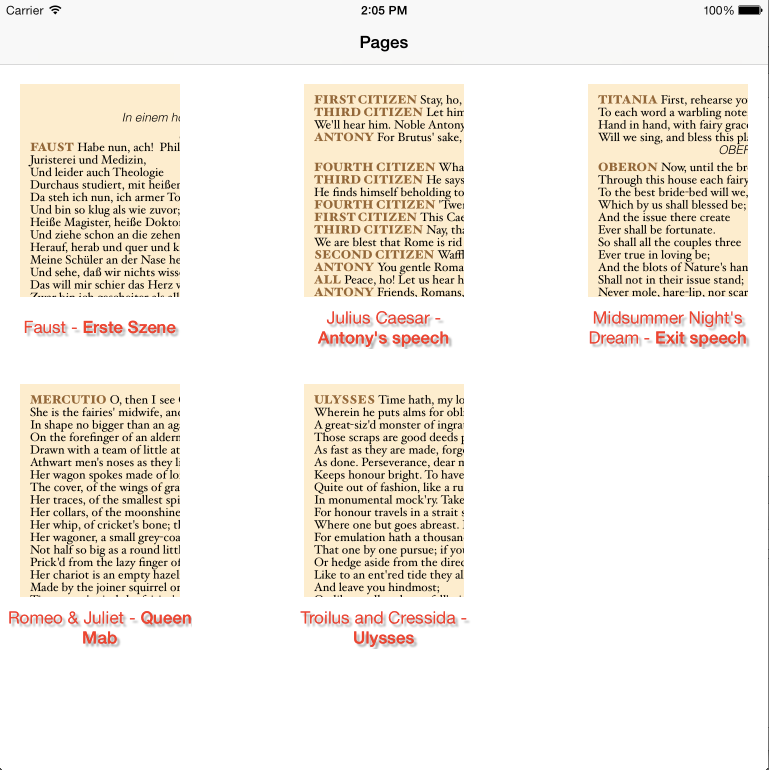 Carrier
2:05 PM
100%
Pages
In einem h
FAUST Habe nun, ach! Phil
Juristerei und Medizin,
Und leider auch Theologie
Durchaus studiert, mit heißer
Da steh ich nun, ich armer To
Und bin so klug als wie zuvor;
Heiße Magister, heiße Dokto
Und ziehe schon an die zehen
Herauf, herab und quer und k
Meine Schüler an der Nase he
Und sehe, daß wir nichts wiss
Das will mir schier das Herz v
Zwar bin ich gescheiter als all
Faust - Erste Szene
FIRST CITIZEN Stay, ho,
THIRD CITIZEN Let him
We'll hear him. Noble Antony
ANTONY For Brutus' sake,
FOURTH CITIZEN Wha
THIRD CITIZEN He says
He finds himself beholding to
FOURTH CITIZEN 'Twer
FIRST CITIZEN This Cae
THIRD CITIZEN Nay, tha
We are blest that Rome is rid
SECOND CITIZEN Waffl
ANTONY You gentle Roma
ALL Peace, ho! Let us hear h
ANTONY Friends, Romans,
Julius Caesar -
Antony's speech
TITANIA First, rehearse yo
To each word a warbling note
Hand in hand, with fairy grace
Will we sing, and bless this pla
OBER
OBERON Now, until the br
Through this house each fairy
To the best bride-bed will we,
Which by us shall blessed be;
And the issue there create
Ever shall be fortunate.
So shall all the couples three
Ever true in loving be;
And the blots of Nature's han
Shall not in their issue stand;
Never mole, hare-lip, nor scar
Midsummer Night's
Dream - Exit speech
MERCUTIO O, then I see
She is the fairies' midwife, and
In shape no bigger than an ag
On the forefinger of an alderm
Drawn with a team of little at
Athwart men's noses as they li
Her wagon spokes made of lo
The cover, of the wings of gra
Her traces, of the smallest spi
Her collars, of the moonshine
Her whip, of cricket's bone; th
Her wagoner, a small grey-coa
Not half so big as a round littl
Prick'd from the lazy finger of
Her chariot is an empty hazel
Made by the joiner squirrel or
Romeo & Juliet - Queen
Mab
ULYSSES Time hath, my lo
Wherein he puts alms for obli
A great-siz'd monster of ingra
Those scraps are good deeds p
As fast as they are made, forg
As done. Perseverance, dear m
Keeps honour bright. To have
Quite out of fashion, like a ru
In monumental mock'ry. Take
For honour travels in a strait s
Where one but goes abreast.
For emulation hath a thousan
That one by one pursue; if you
Or hedge aside from the direc
Like to an ent'red tide they al
And leave you hindmost;
Troilus and Cressida -
Ulysses